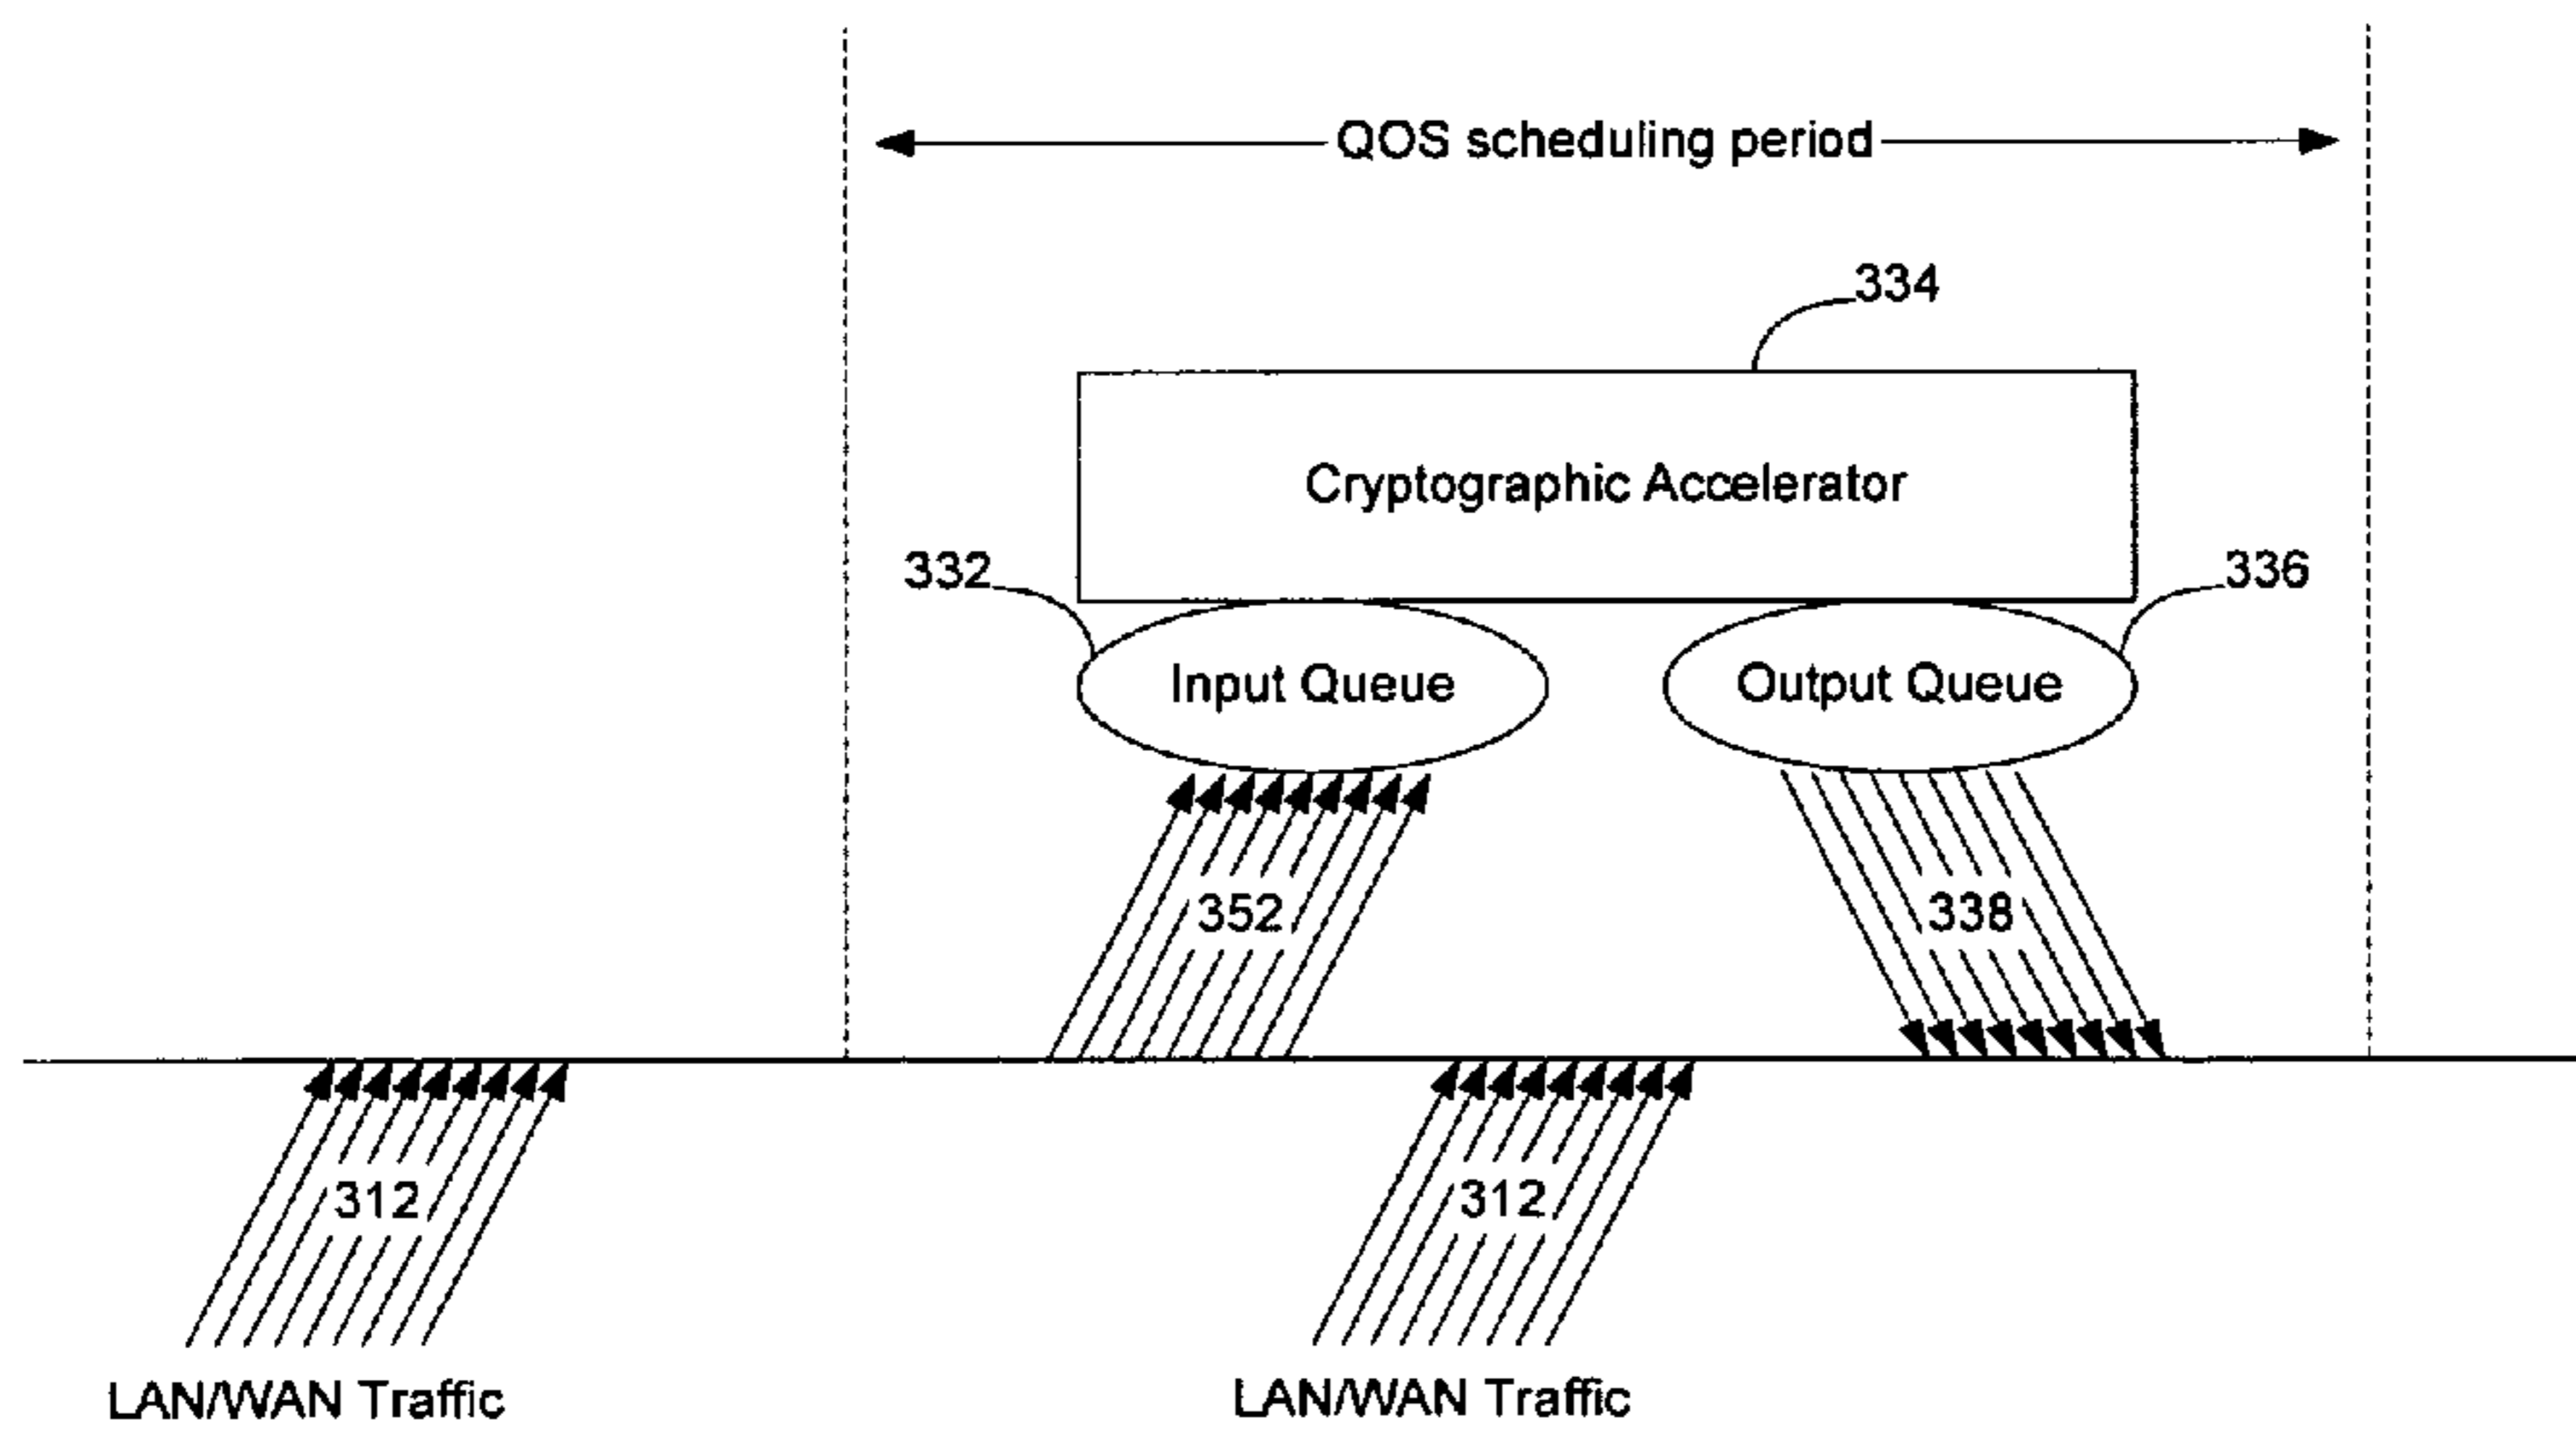 QOS scheduling period
334
Cryptographic Accelerator
332
336
Input Queue
Output Queue
352
338
312
312
LAN/WAN Traffic
LAN/WAN Traffic